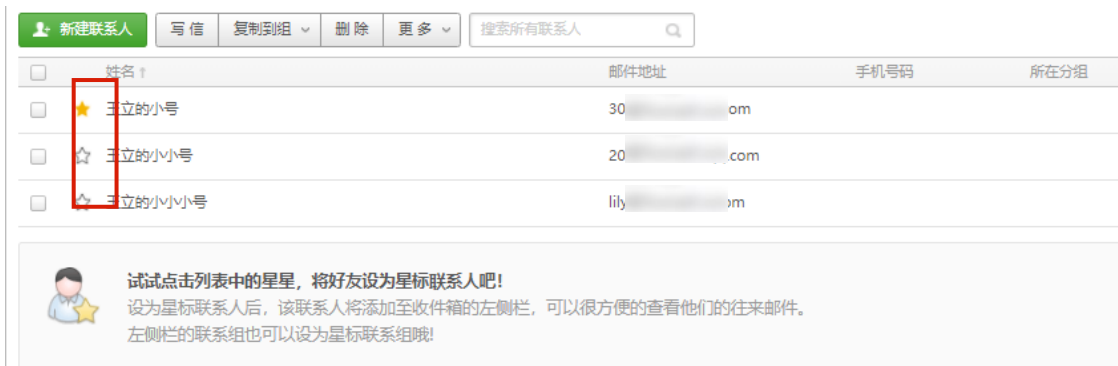 新建联系人 写 信 复制到组 删 除 更 多 搜索所有联系人
姓名↑ 邮件地址 手机号码 所在分组
王立的小号 30 om
王立的小小号 20 .com
王立的小小小号 lily om
试试点击列表中的星星，将好友设为星标联系人吧！
设为星标联系人后，该联系人将添加至收件箱的左侧栏，可以很方便的查看他们的往来邮件。
左侧栏的联系组也可以设为星标联系组哦!